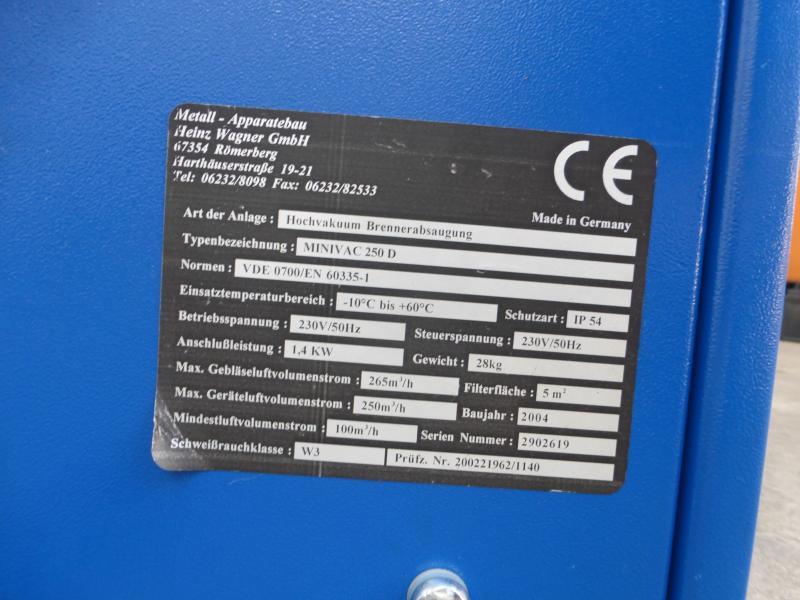 Metall - Apparatebau
Heinz Wagner GmbH
67354 Römerberg
Harthäuserstraße 19-21
Tel: 06232/8098 Fax: 06232/82533
CE
Made in Germany
Art der Anlage : Hochvakuum Brennerabsaugung
Typenbezeichnung : MINIVAC 250 D
Normen : VDE 0700/EN 60335-1
Einsatztemperaturbereich : -10°C bis +60°C Schutzart : IP 54
Betriebsspannung : 230V/50Hz Steuerspannung : 230V/50Hz
Anschlußleistung : 1,4 KW Gewicht : 28kg
Max. Gebläseluftvolumenstrom : 265m³/h Filterfläche : 5 m²
Max. Geräteluftvolumenstrom : 250m³/h Baujahr : 2004
Mindestluftvolumenstrom : 100m³/h Serien Nummer : 2902619
Schweißrauchklasse : W3 Prüfz. Nr. 200221962/1140